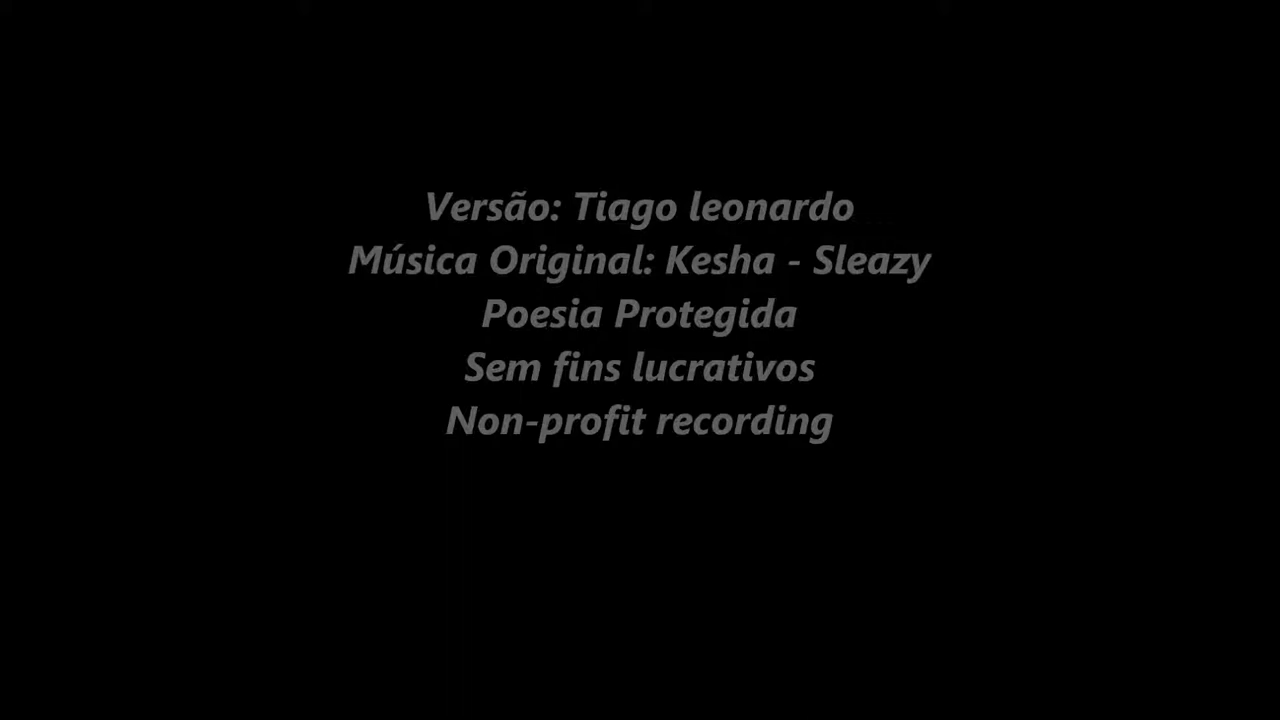 Versão: Tiago leonardo
Música Original: Kesha - Sleazy
Poesia Protegida
Sem fins lucrativos
Non-profit recording